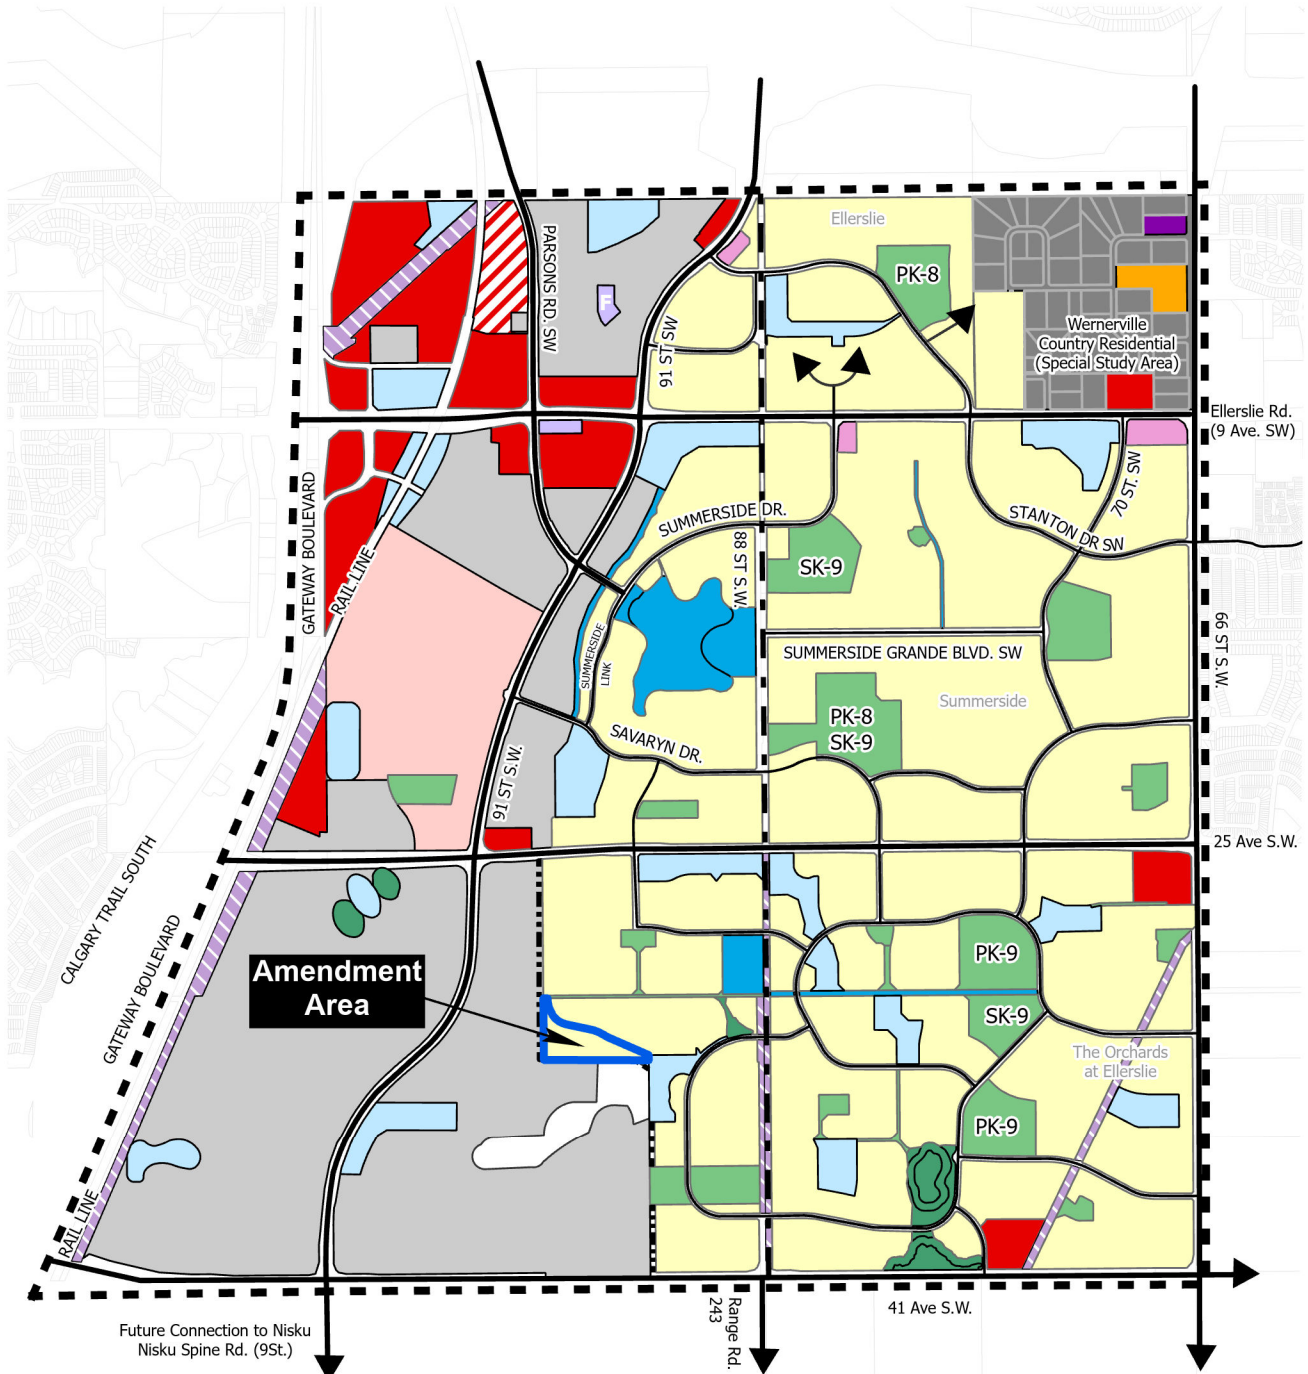 Ellerslie
PK-8
PARSONS RD. SW
F
91 ST SW
Wernerville
Country Residential
(Special Study Area)
Ellerslie Rd.
(9 Ave. SW)
GATEWAY BOULEVARD
RAIL LINE
SUMMERSIDE DR.
88 ST S.W.
70 ST. SW
STANTON DR SW
SK-9
SUMMERSIDE
LINK
SUMMERSIDE GRANDE BLVD. SW
66 ST S.W.
Summerside
PK-8
SK-9
SAVARYN DR.
91 ST S.W.
25 Ave S.W.
CALGARY TRAIL SOUTH
GATEWAY BOULEVARD
Amendment
Area
PK-9
SK-9
The Orchards
at Ellerslie
PK-9
RAIL LINE
41 Ave S.W.
Range Rd.
243
Future Connection to Nisku
Nisku Spine Rd. (9St.)